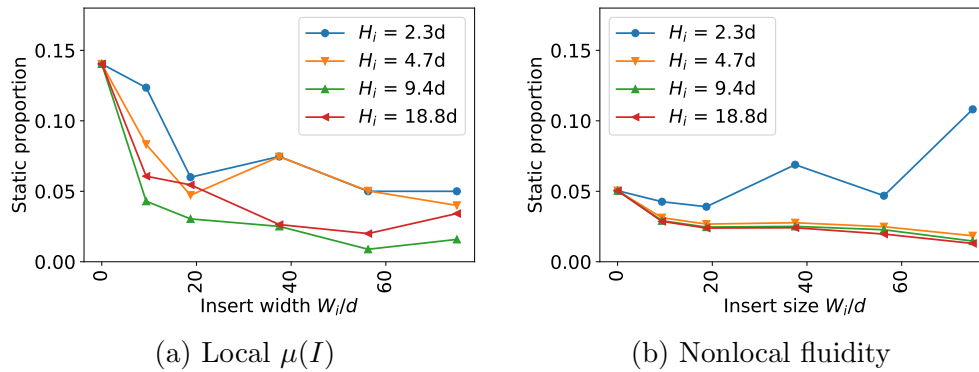 Static proportion
0.15
0.10
0.05
0.00
H_i = 2.3d
H_i = 4.7d
H_i = 9.4d
H_i = 18.8d
0
20
40
60
Insert width W_i/d
(a) Local μ(I)
Static proportion
0.15
0.10
0.05
0.00
H_i = 2.3d
H_i = 4.7d
H_i = 9.4d
H_i = 18.8d
0
20
40
60
Insert size W_i/d
(b) Nonlocal fluidity